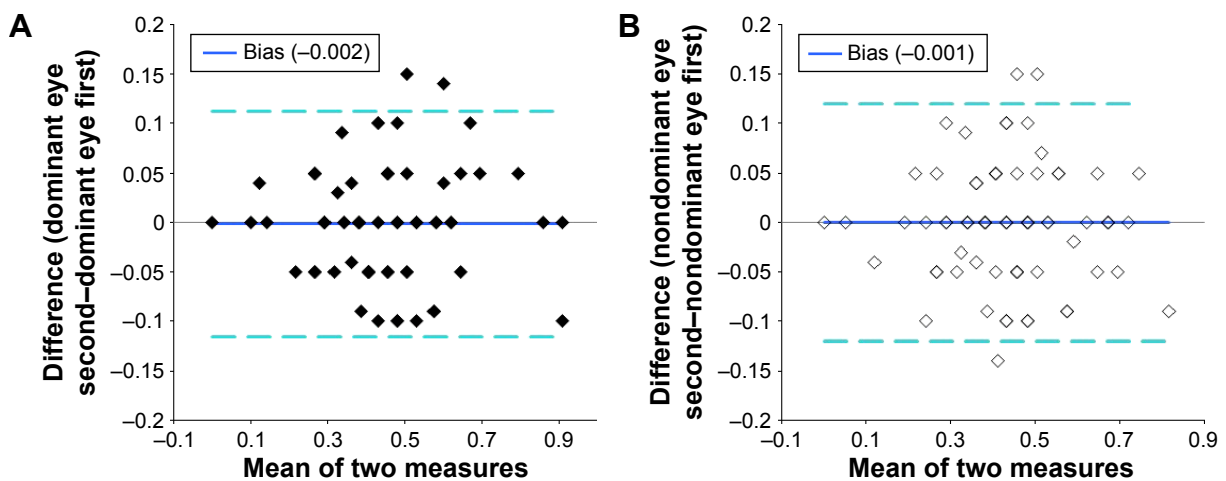 A
Difference (dominant eye
second–dominant eye first)
0.2
0.15
0.1
0.05
0
–0.05
–0.1
–0.15
–0.2
Bias (–0.002)
–0.1 0.1 0.3 0.5 0.7 0.9
Mean of two measures
B
Difference (nondominant eye
second–nondominant eye first)
0.2
0.15
0.1
0.05
0
–0.05
–0.1
–0.15
–0.2
Bias (–0.001)
–0.1 0.1 0.3 0.5 0.7 0.9
Mean of two measures